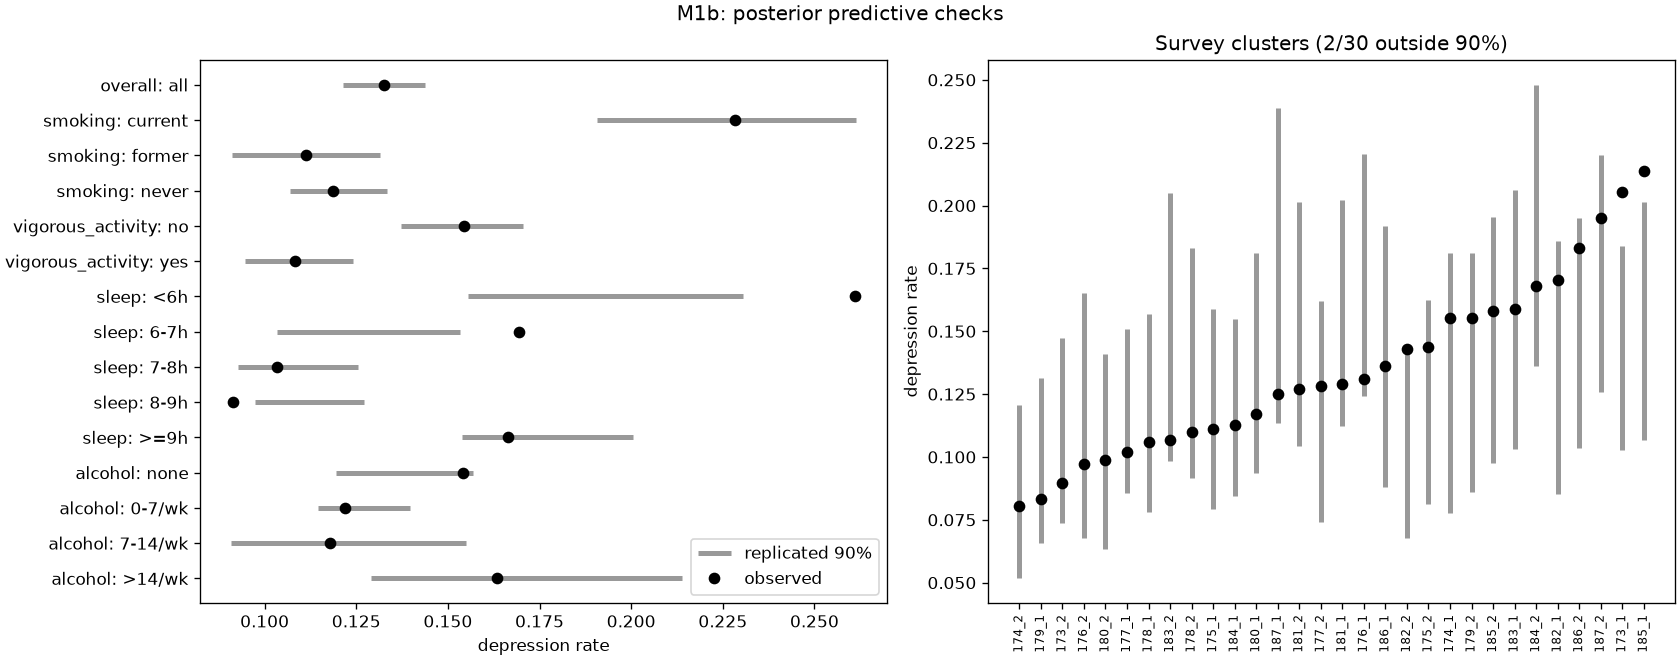 M1b: posterior predictive checks
overall: all
smoking: current
smoking: former
smoking: never
vigorous_activity: no
vigorous_activity: yes
sleep: <6h
sleep: 6-7h
sleep: 7-8h
sleep: 8-9h
sleep: >=9h
alcohol: none
alcohol: 0-7/wk
alcohol: 7-14/wk
alcohol: >14/wk
replicated 90%
observed
0.100 0.125 0.150 0.175 0.200 0.225 0.250
depression rate
Survey clusters (2/30 outside 90%)
0.250
0.225
0.200
0.175
0.150
0.125
0.100
0.075
0.050
depression rate
174_2
179_1
173_2
176_2
180_2
177_1
178_1
183_2
178_2
175_1
184_1
180_1
187_1
181_2
177_2
181_1
176_1
186_1
182_2
175_2
174_1
179_2
185_2
183_1
184_2
182_1
186_2
187_2
173_1
185_1